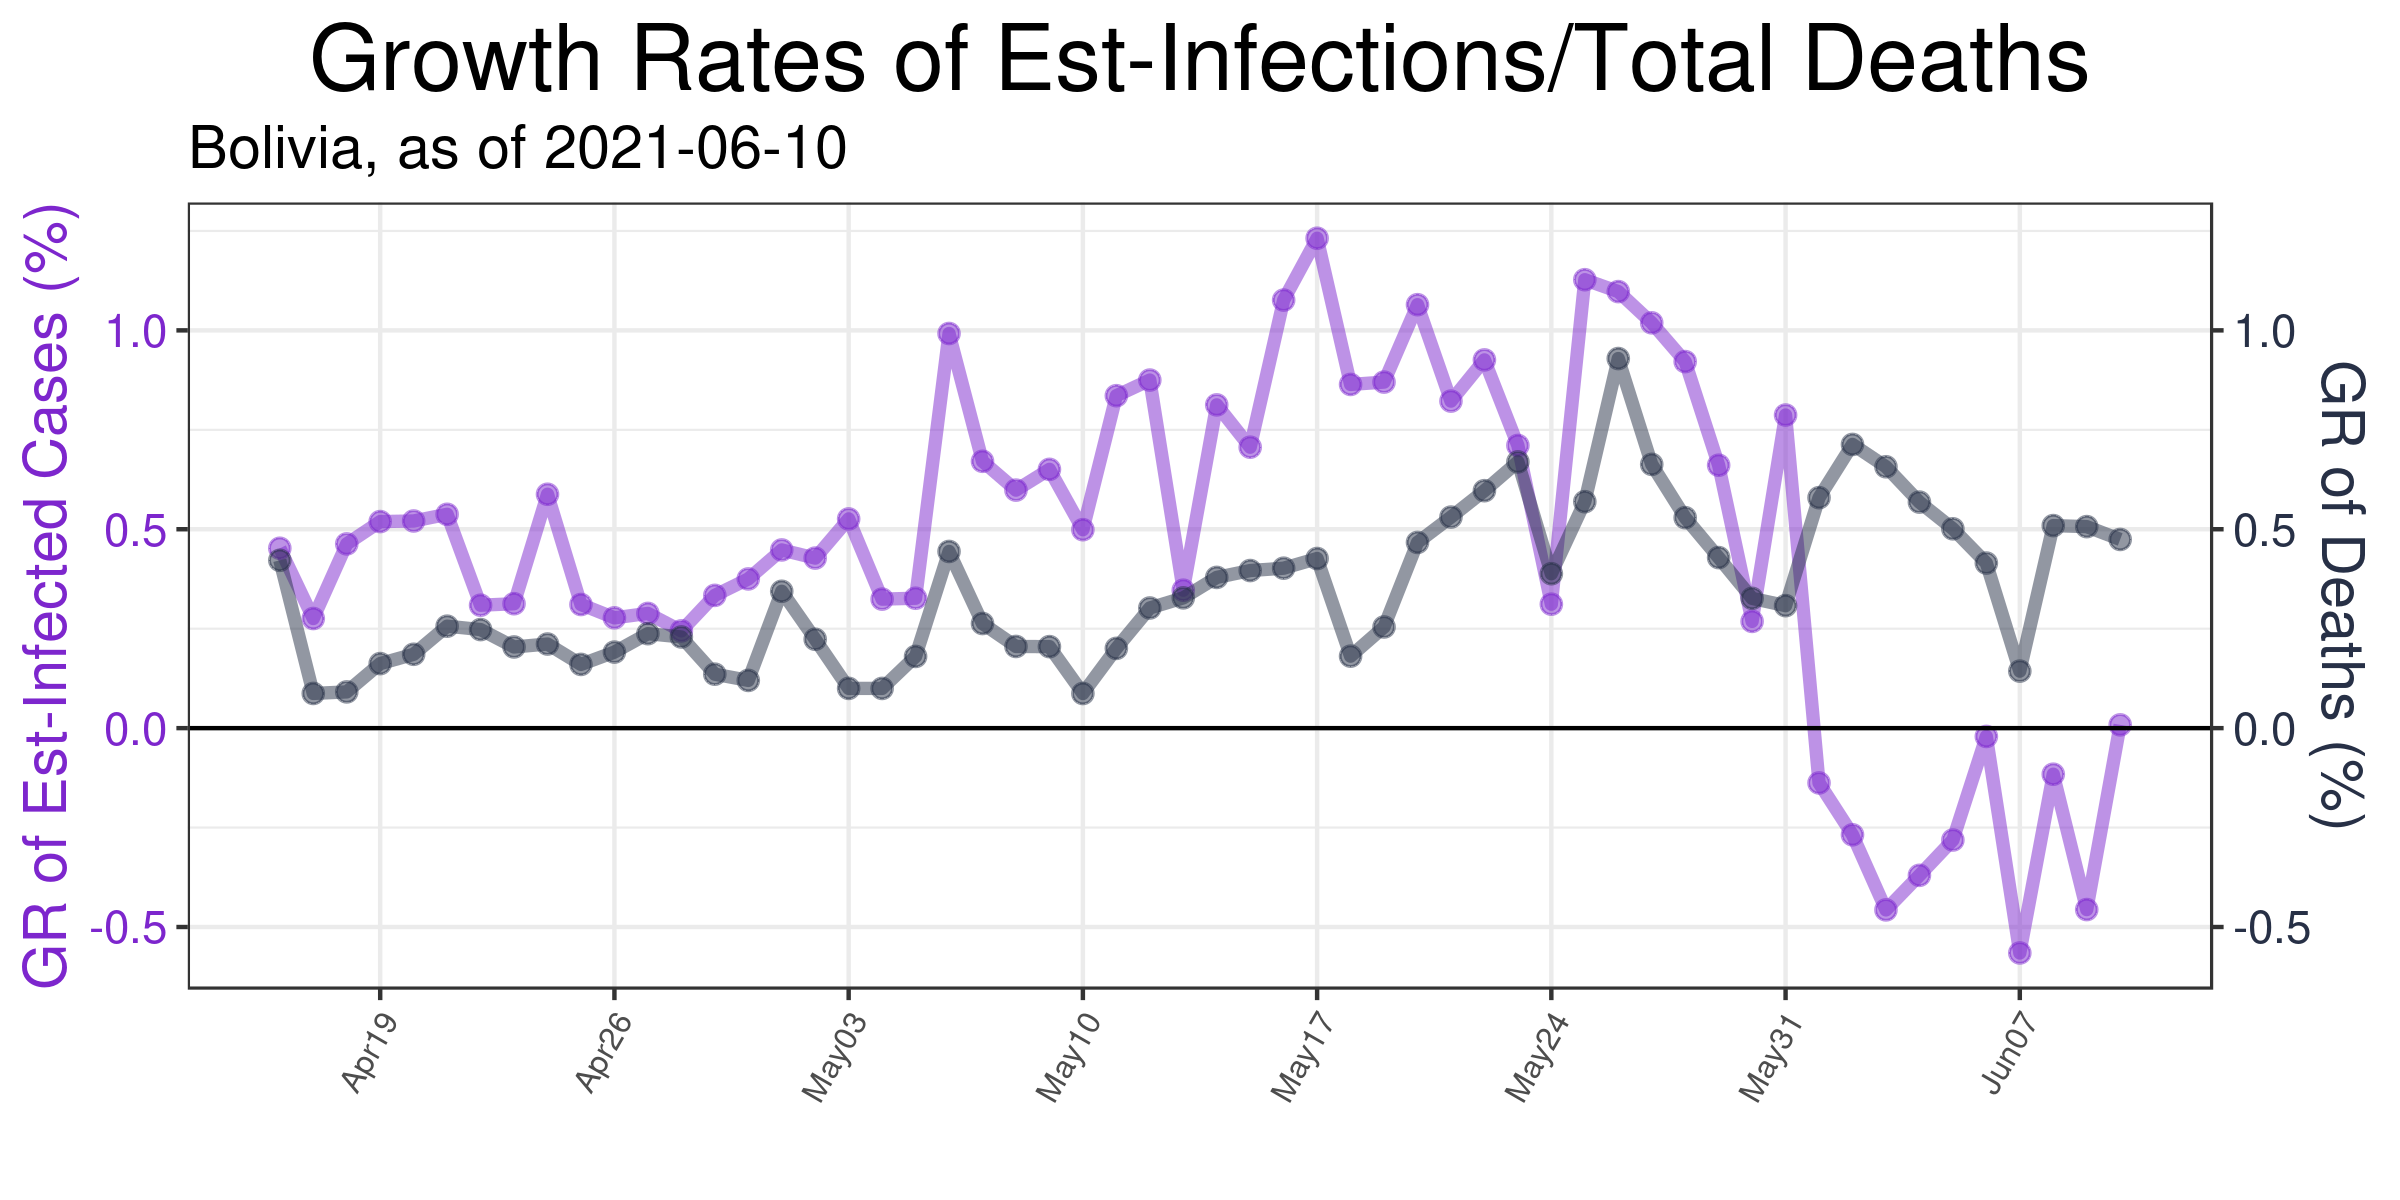 Growth Rates of Est-Infections/Total Deaths
Bolivia, as of 2021-06-10
GR of Est-Infected Cases (%)
1.0
0.5
0.0
-0.5
1.0
0.5
0.0
-0.5
GR of Deaths (%)
Apr19
Apr26
May03
May10
May17
May24
May31
Jun07